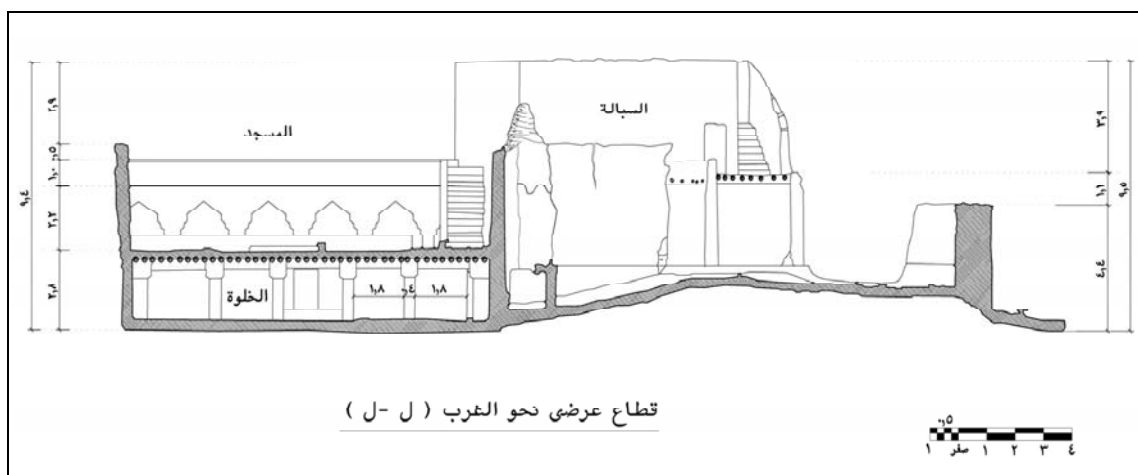 السبالة
المسجد
٩,٤
٢,٩
٠,٥
١,٠
٢,٢
٢,٨
٣,٩
١,١
٤,٤
٩,٥
الخلوة
١,٨ ٠,٤ ١,٨
قطاع عرضي نحو الغرب ( ل - ل )
٠,٥
١ صفر ١ ٢ ٣ ٤